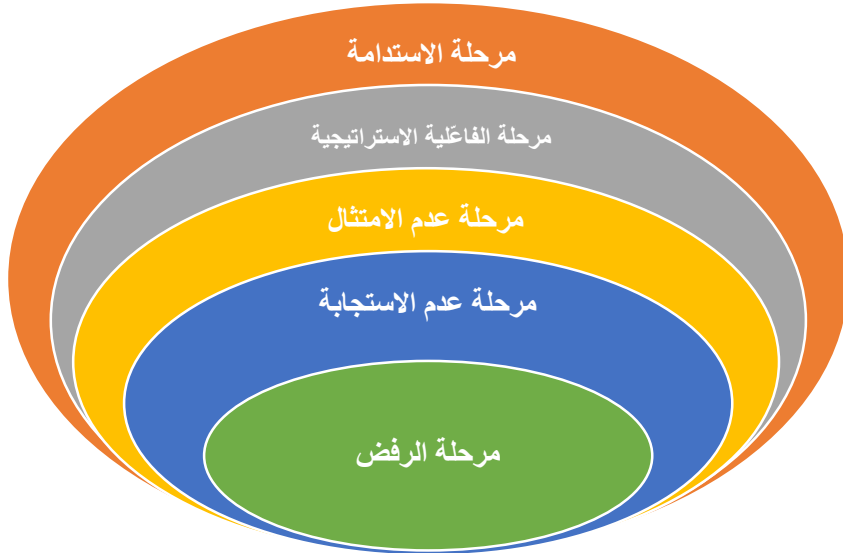 مرحلة الاستدامة
مرحلة الفاعّلية الاستراتيجية
مرحلة عدم الامتثال
مرحلة عدم الاستجابة
مرحلة الرفض